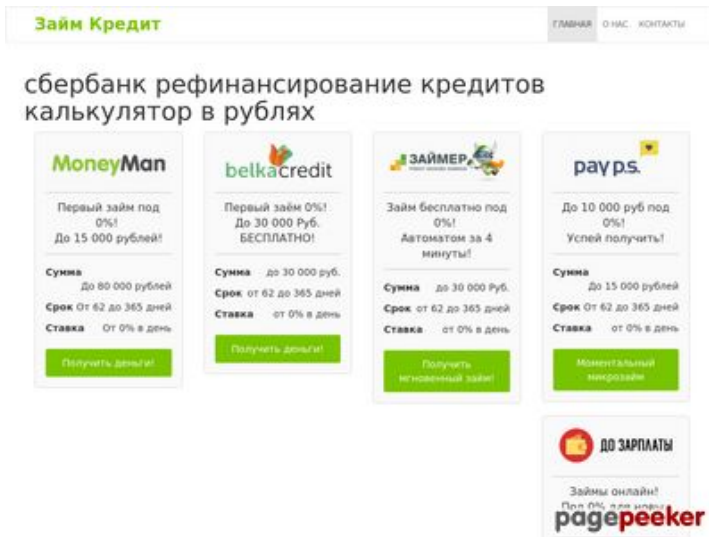 Займ Кредит
ГЛАВНАЯ О НАС КОНТАКТЫ
сбербанк рефинансирование кредитов
калькулятор в рублях
MoneyMan
Первый займ под
0%!
До 15 000 рублей!
Сумма
До 80 000 рублей
Срок От 62 до 365 дней
Ставка От 0% в день
Получить деньги!
belkacredit
Первый заём 0%!
До 30 000 Руб.
БЕСПЛАТНО!
Сумма до 30 000 руб.
Срок от 62 до 365 дней
Ставка от 0% в день
Получить деньги!
ЗАЙМЕР
Займ бесплатно под
0%!
Автоматом за 4
минуты!
Сумма до 30 000 Руб.
Срок от 62 до 365 дней
Ставка от 0% в день
Получить
мгновенный займ!
pay p.s.
До 10 000 руб под
0%!
Успей получить!
Сумма
До 15 000 рублей
Срок От 62 до 365 дней
Ставка От 0% в день
Моментальный
микрозайм
ДО ЗАРПЛАТЫ
Займы онлайн!
Под 0% для новых
pagepeeker